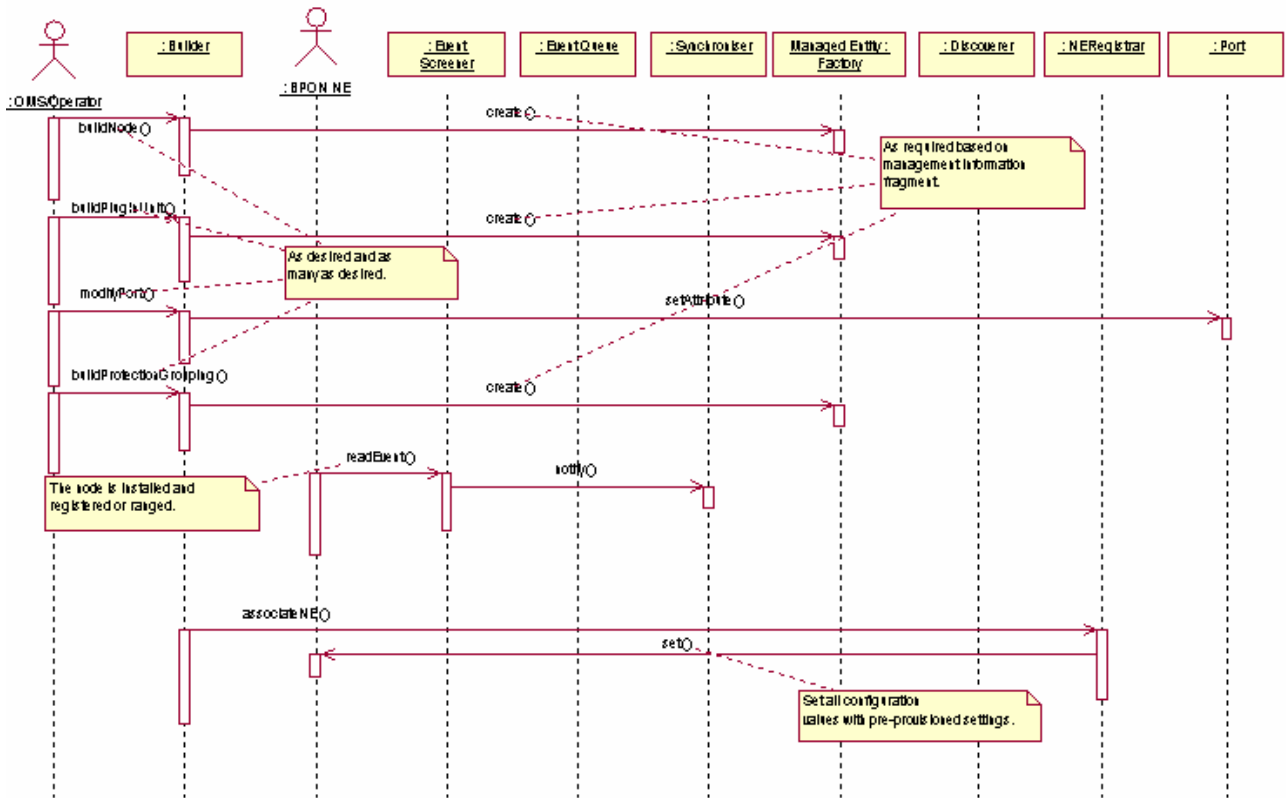 : Builder
: Event
Screener
: EventQueue
: Synchroniser
Managed Entity :
Factory
: Discoverer
: NERegistrar
: Port
: BPON NE
: OMS/Operator
buildNode()
create()
As required based on
management information
fragment.
buildPlugInUnit()
create()
As desired and as
many as desired.
modifyPort()
setAttribute()
buildProtectionGrouping()
create()
readEvent()
notify()
The node is installed and
registered or ranged.
associateNE()
set()
Set all configuration
values with pre-provisioned settings.